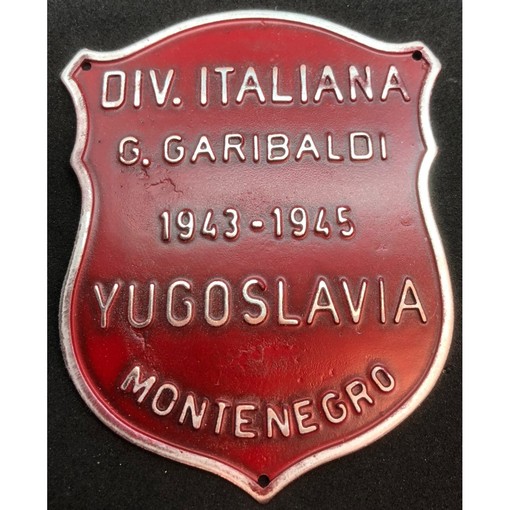 DIV. ITALIANA
G. GARIBALDI
1943-1945
YUGOSLAVIA
MONTENEGRO